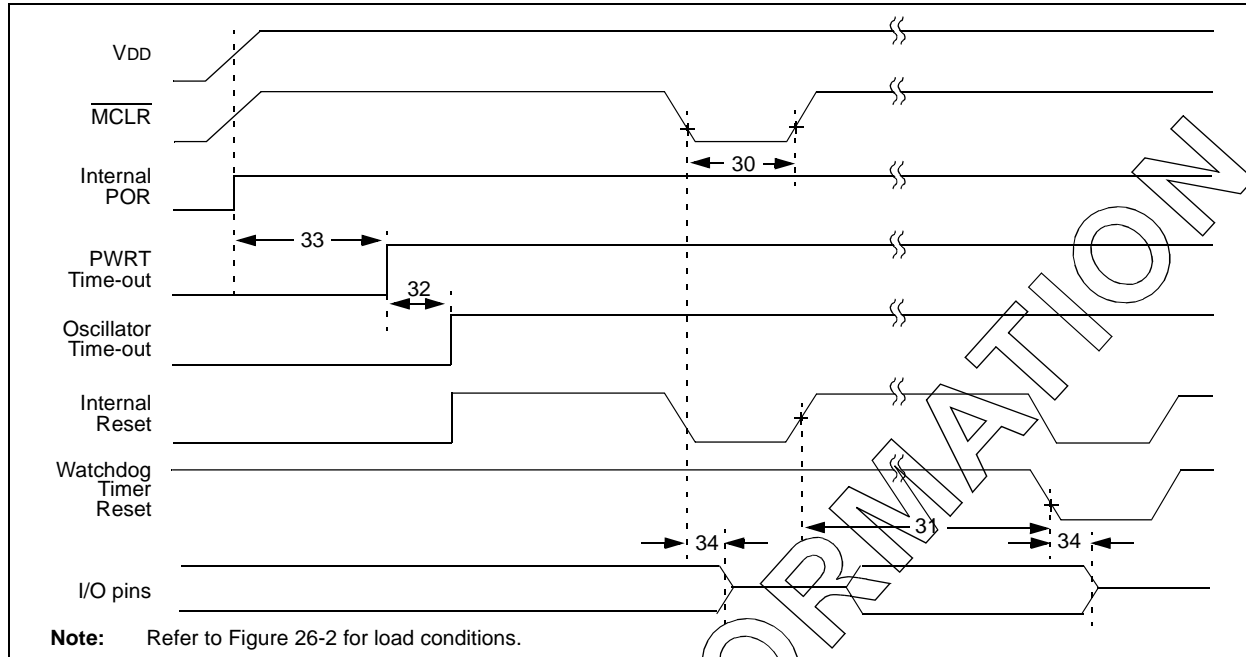 VDD
MCLR
Internal
POR
PWRT
Time-out
Oscillator
Time-out
Internal
Reset
Watchdog
Timer
Reset
I/O pins
30
33
32
31
34
34
Note: Refer to Figure 26-2 for load conditions.
ORMATION